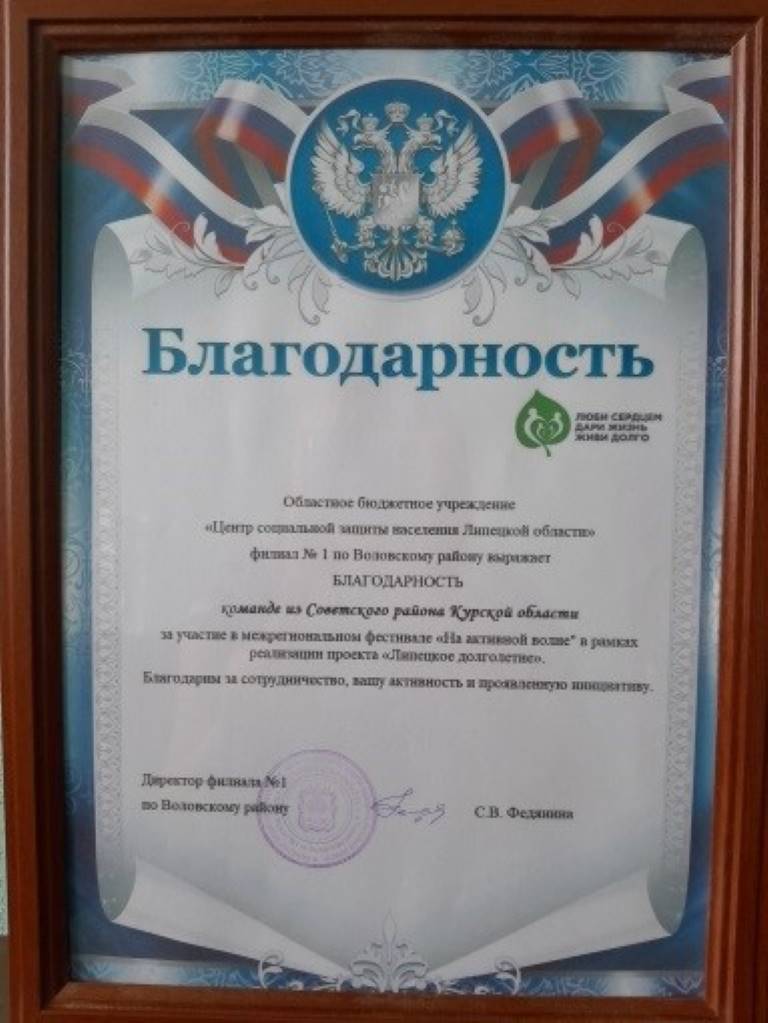 Благодарность
ЛЮБИ СЕРДЦЕМ
ДАРИ ЖИЗНЬ
ЖИВИ ДОЛГО
Областное бюджетное учреждение
«Центр социальной защиты населения Липецкой области»
филиал № 1 по Воловскому району выражает
БЛАГОДАРНОСТЬ
команде из Советского района Курской области
за участие в межрегиональном фестивале «На активной волне" в рамках
реализации проекта «Липецкое долголетие».
Благодарим за сотрудничество, вашу активность и проявленную инициативу.
Директор филиала №1
по Воловскому району
С.В. Федянина